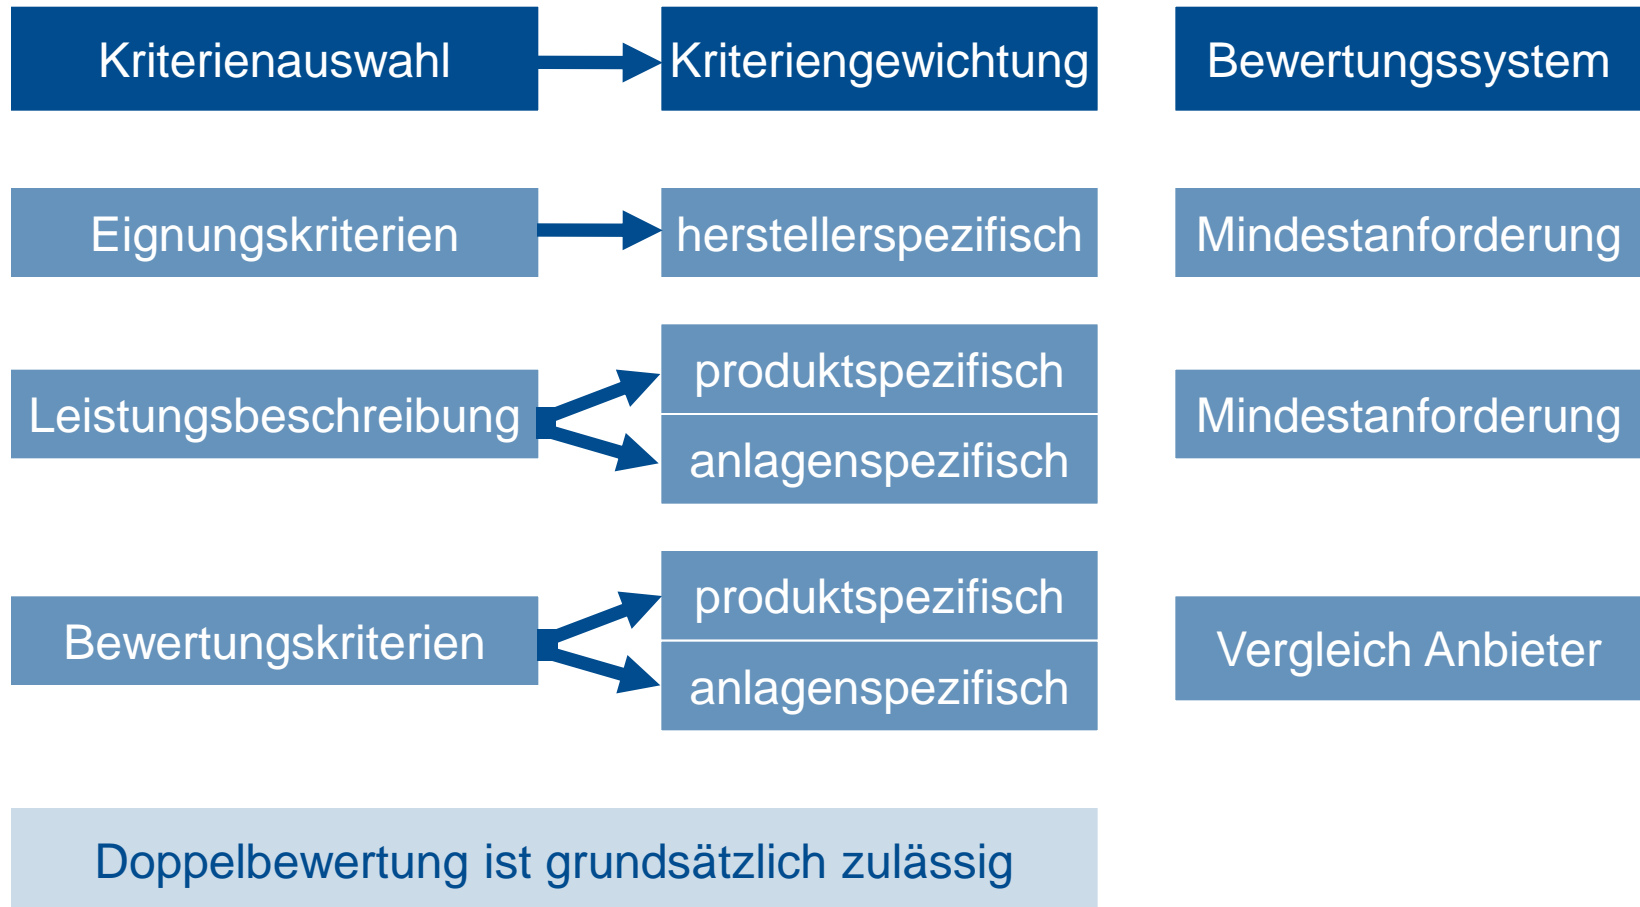 Kriterienauswahl
Kriteriengewichtung
Bewertungssystem
Eignungskriterien
herstellerspezifisch
Mindestanforderung
Leistungsbeschreibung
produktspezifisch
anlagenspezifisch
Mindestanforderung
Bewertungskriterien
produktspezifisch
anlagenspezifisch
Vergleich Anbieter
Doppelbewertung ist grundsätzlich zulässig